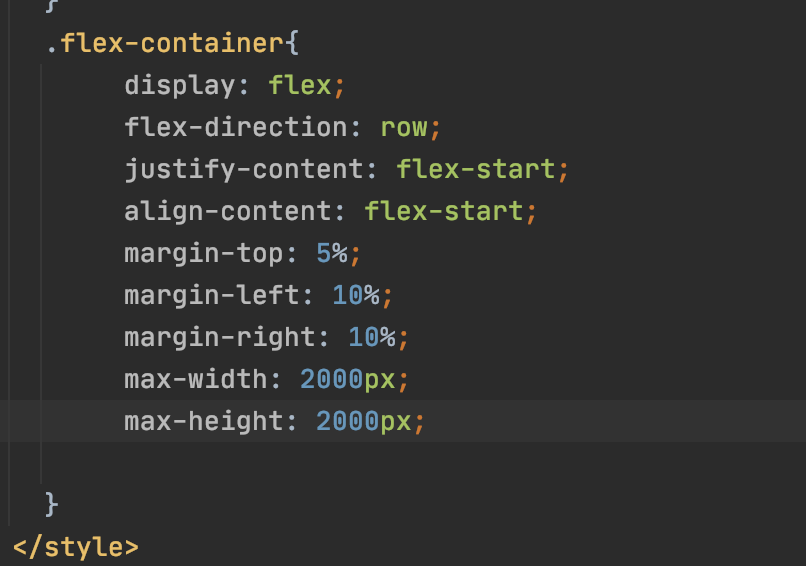 }
.flex-container{
display: flex;
flex-direction: row;
justify-content: flex-start;
align-content: flex-start;
margin-top: 5%;
margin-left: 10%;
margin-right: 10%;
max-width: 2000px;
max-height: 2000px;
}
</style>